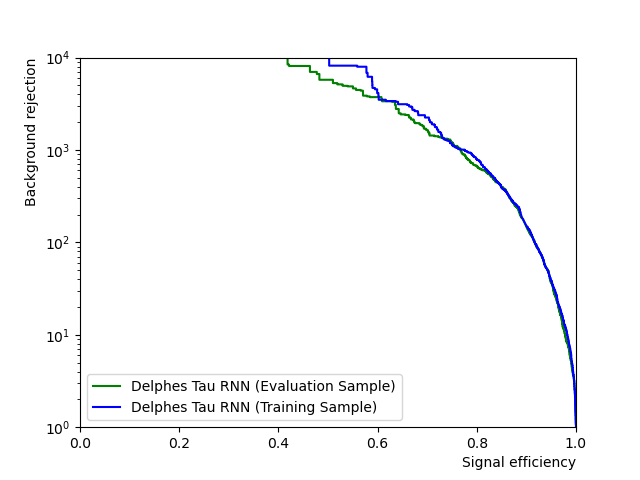 10^4
10^3
10^2
10^1
10^0
Background rejection
Delphes Tau RNN (Evaluation Sample)
Delphes Tau RNN (Training Sample)
0.0 0.2 0.4 0.6 0.8 1.0
Signal efficiency